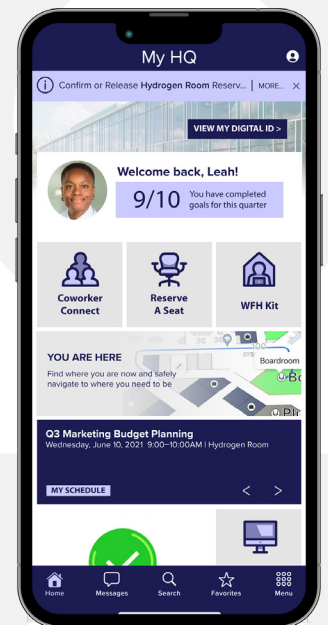 My HQ
Confirm or Release Hydrogen Room Reserv... | MORE... ×
VIEW MY DIGITAL ID >
Welcome back, Leah!
9/10
You have completed
goals for this quarter
Coworker
Connect
Reserve
A Seat
WFH Kit
YOU ARE HERE
Find where you are now and safely
navigate to where you need to be
Boardroom
Q3 Marketing Budget Planning
Wednesday, June 10, 2021 9:00–10:00AM | Hydrogen Room
MY SCHEDULE
< >
Home
Messages
Search
Favorites
Menu